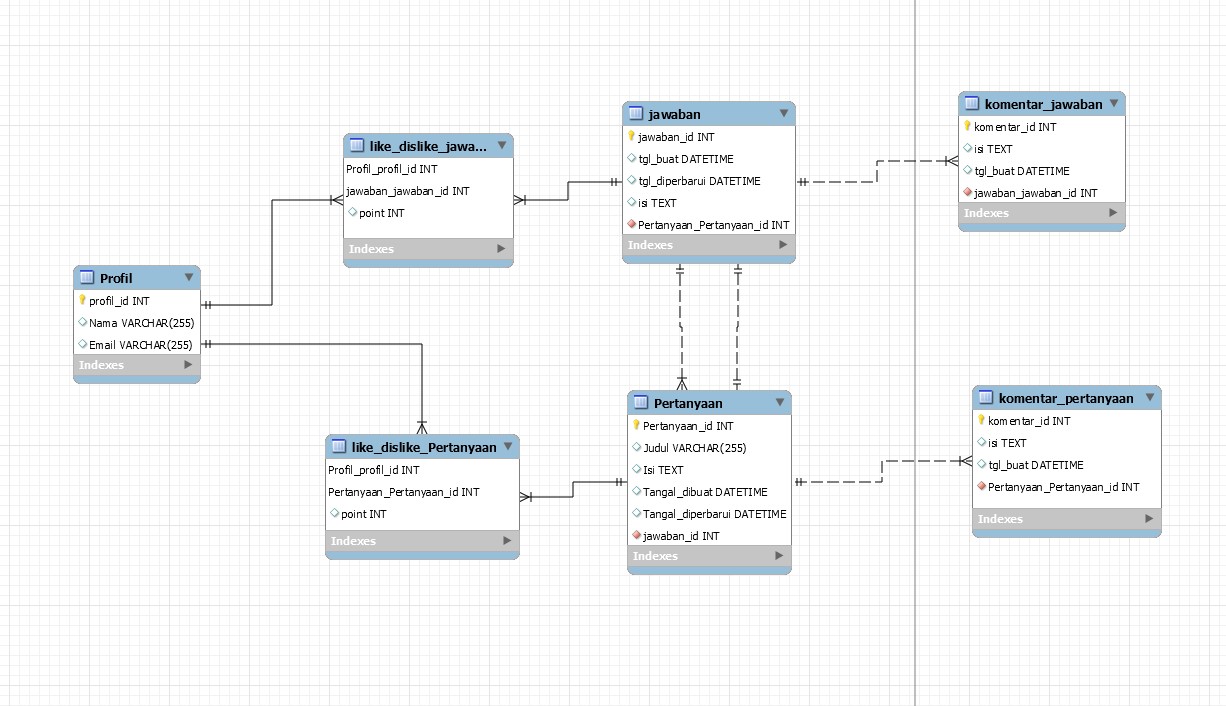 Profil
profil_id INT
Nama VARCHAR(255)
Email VARCHAR(255)
Indexes
like_dislike_jawa...
Profil_profil_id INT
jawaban_jawaban_id INT
point INT
Indexes
like_dislike_Pertanyaan
Profil_profil_id INT
Pertanyaan_Pertanyaan_id INT
point INT
Indexes
jawaban
jawaban_id INT
tgl_buat DATETIME
tgl_diperbarui DATETIME
isi TEXT
Pertanyaan_Pertanyaan_id INT
Indexes
Pertanyaan
Pertanyaan_id INT
Judul VARCHAR(255)
Isi TEXT
Tangal_dibuat DATETIME
Tangal_diperbarui DATETIME
jawaban_id INT
Indexes
komentar_jawaban
komentar_id INT
isi TEXT
tgl_buat DATETIME
jawaban_jawaban_id INT
Indexes
komentar_pertanyaan
komentar_id INT
isi TEXT
tgl_buat DATETIME
Pertanyaan_Pertanyaan_id INT
Indexes